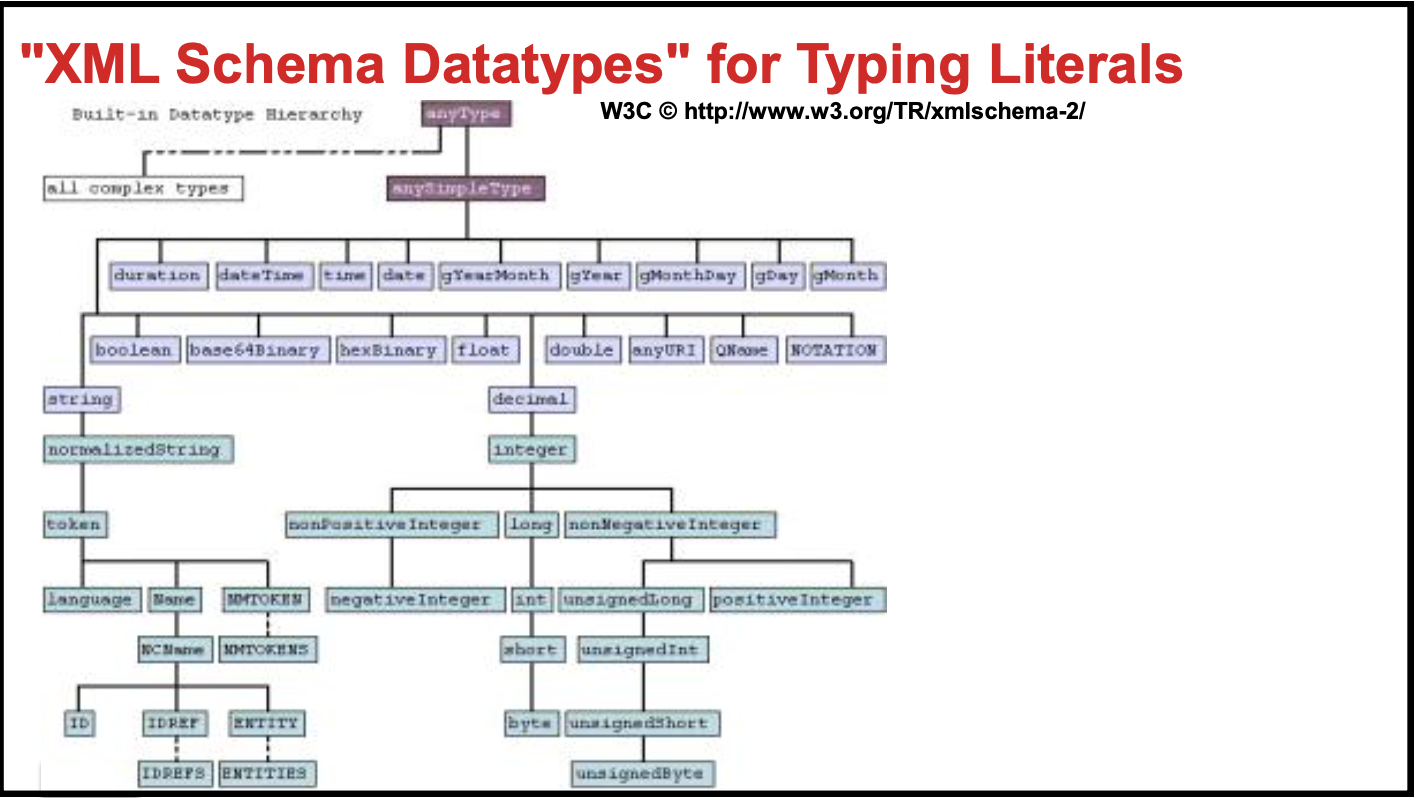 "XML Schema Datatypes" for Typing Literals
Built-in Datatype Hierarchy
anyType
W3C © http://www.w3.org/TR/xmlschema-2/
all complex types
anySimpleType
duration
dateTime
time
date
gYearMonth
gYear
gMonthDay
gDay
gMonth
boolean
base64Binary
hexBinary
float
double
anyURI
QName
NOTATION
string
decimal
normalizedString
integer
token
nonPositiveInteger
long
nonNegativeInteger
language
Name
NMTOKEN
negativeInteger
int
unsignedLong
positiveInteger
NCName
NMTOKENS
short
unsignedInt
ID
IDREF
ENTITY
byte
unsignedShort
IDREFS
ENTITIES
unsignedByte